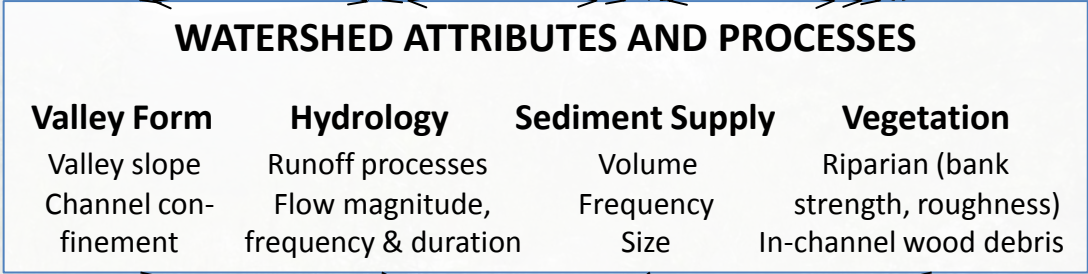 WATERSHED ATTRIBUTES AND PROCESSES
Valley Form
Valley slope
Channel con-
finement
Hydrology
Runoff processes
Flow magnitude,
frequency & duration
Sediment Supply
Volume
Frequency
Size
Vegetation
Riparian (bank
strength, roughness)
In-channel wood debris